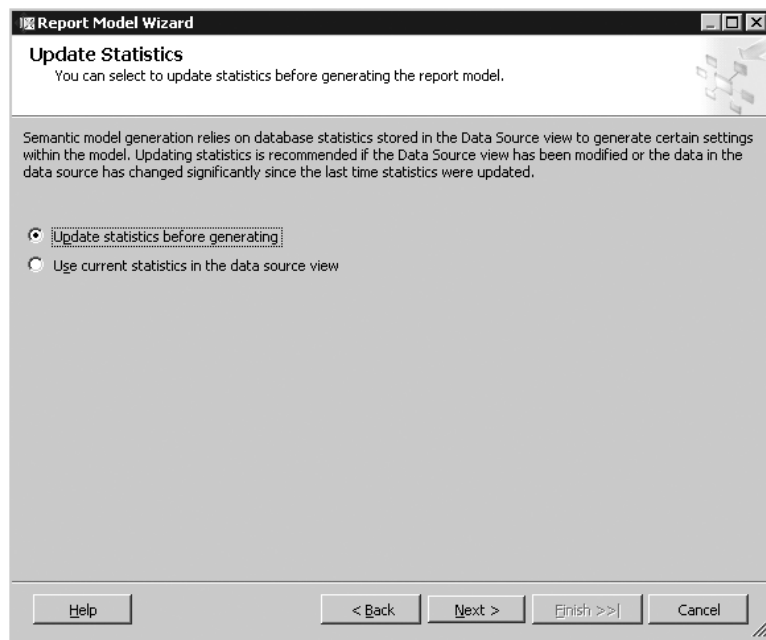 Report Model Wizard
Update Statistics
You can select to update statistics before generating the report model.
Semantic model generation relies on database statistics stored in the Data Source view to generate certain settings
within the model. Updating statistics is recommended if the Data Source view has been modified or the data in the
data source has changed significantly since the last time statistics were updated.
Update statistics before generating
Use current statistics in the data source view
Help
< Back
Next >
Finish >>|
Cancel